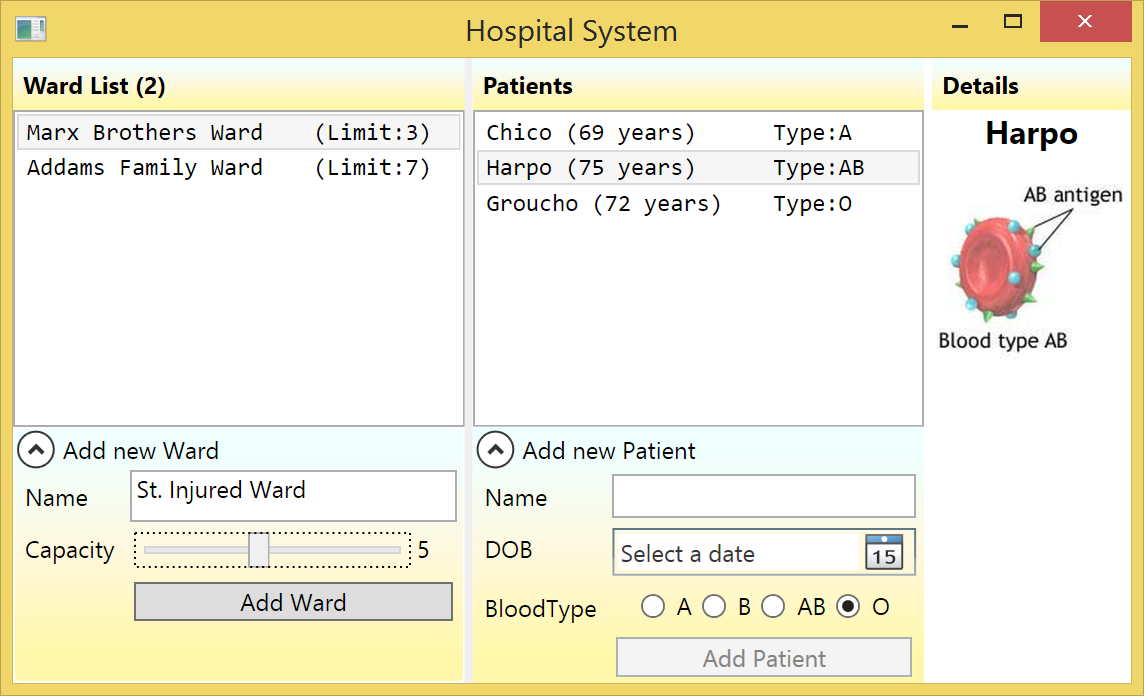 Hospital System
Ward List (2)
Marx Brothers Ward (Limit:3)
Addams Family Ward (Limit:7)
Add new Ward
Name St. Injured Ward
Capacity 5
Add Ward
Patients
Chico (69 years) Type:A
Harpo (75 years) Type:AB
Groucho (72 years) Type:O
Add new Patient
Name
DOB Select a date 15
BloodType A B AB O
Add Patient
Details
Harpo
AB antigen
Blood type AB